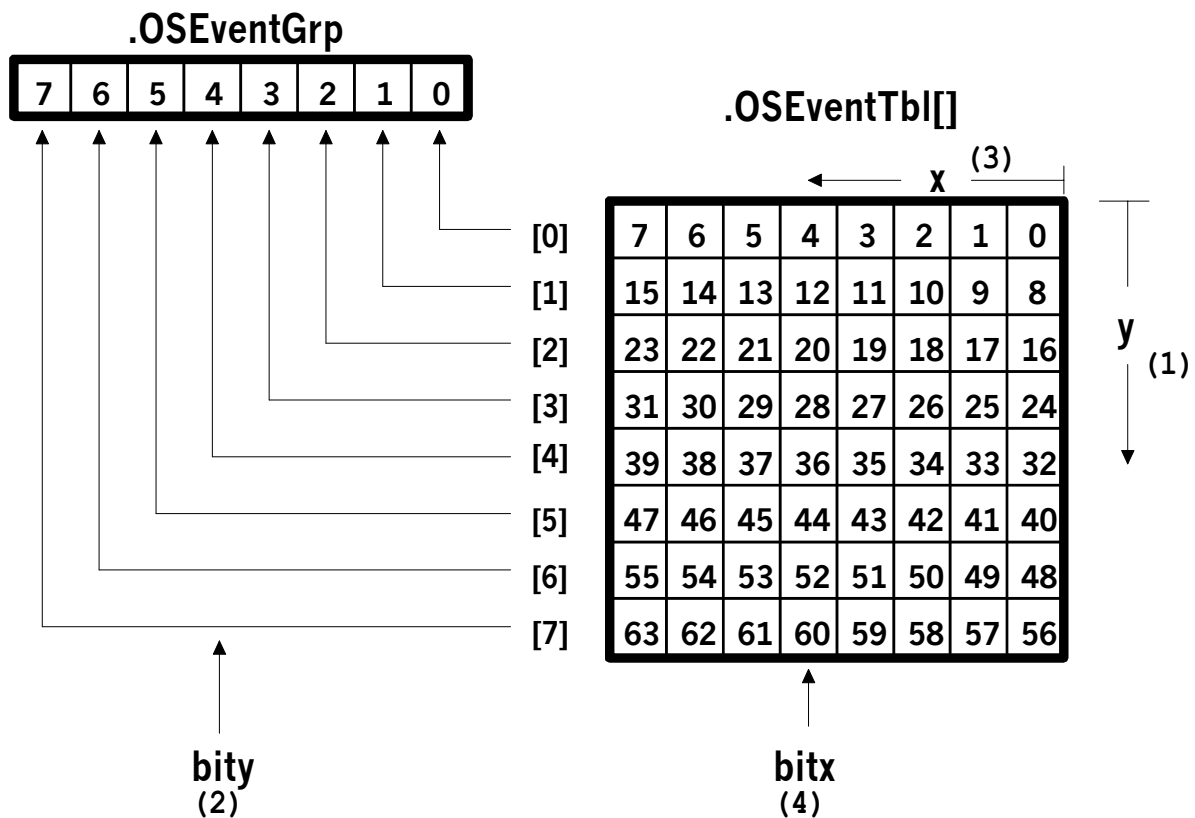 .OSEventGrp
7 6 5 4 3 2 1 0
.OSEventTbl[]
x (3)
[0] 7 6 5 4 3 2 1 0
[1] 15 14 13 12 11 10 9 8
[2] 23 22 21 20 19 18 17 16
y (1)
[3] 31 30 29 28 27 26 25 24
[4] 39 38 37 36 35 34 33 32
[5] 47 46 45 44 43 42 41 40
[6] 55 54 53 52 51 50 49 48
[7] 63 62 61 60 59 58 57 56
bity
(2)
bitx
(4)